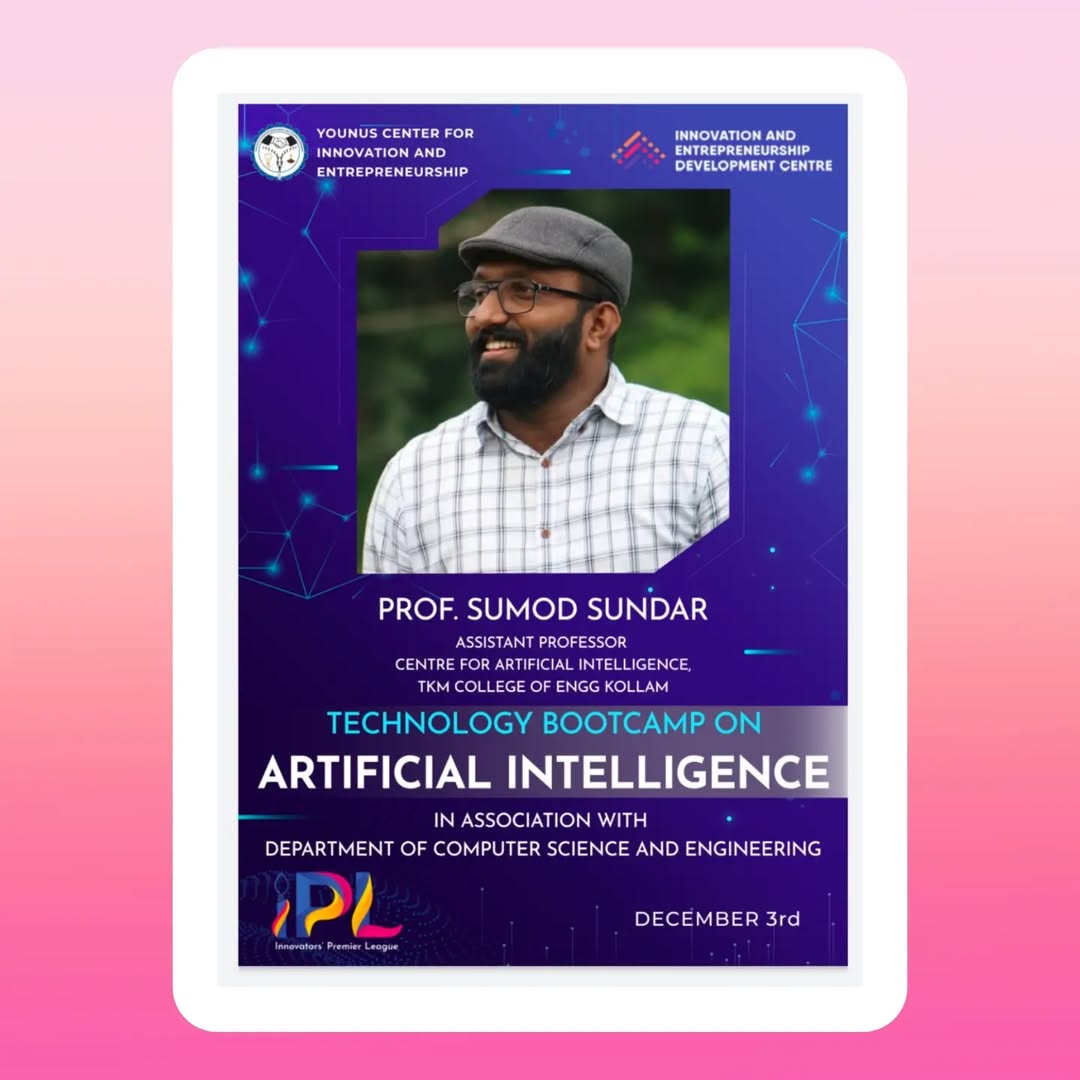 YOUNUS CENTER FOR
INNOVATION AND
ENTREPRENEURSHIP
INNOVATION AND
ENTREPRENEURSHIP
DEVELOPMENT CENTRE
PROF. SUMOD SUNDAR
ASSISTANT PROFESSOR
CENTRE FOR ARTIFICIAL INTELLIGENCE,
TKM COLLEGE OF ENGG KOLLAM
TECHNOLOGY BOOTCAMP ON
ARTIFICIAL INTELLIGENCE
IN ASSOCIATION WITH
DEPARTMENT OF COMPUTER SCIENCE AND ENGINEERING
iPL
Innovators' Premier League
DECEMBER 3rd